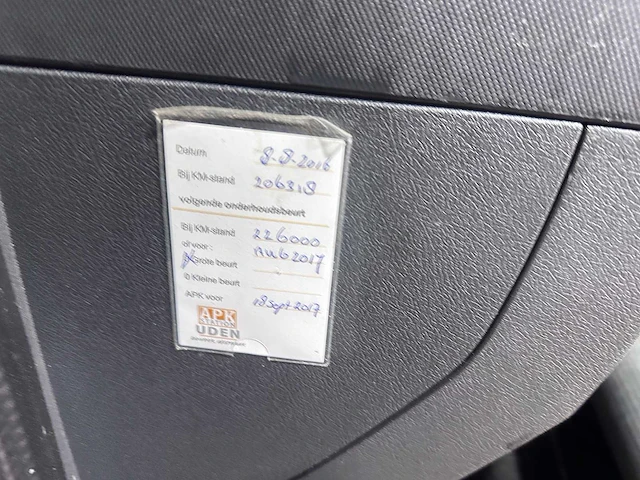 Datum 8-8-2016
Bij KM-stand 206318
volgende onderhoudsbeurt
Bij KM-stand 226000
of voor: AUG 2017
Grote beurt
Kleine beurt
APK voor 18 Sept 2017
APK
STATION
UDEN